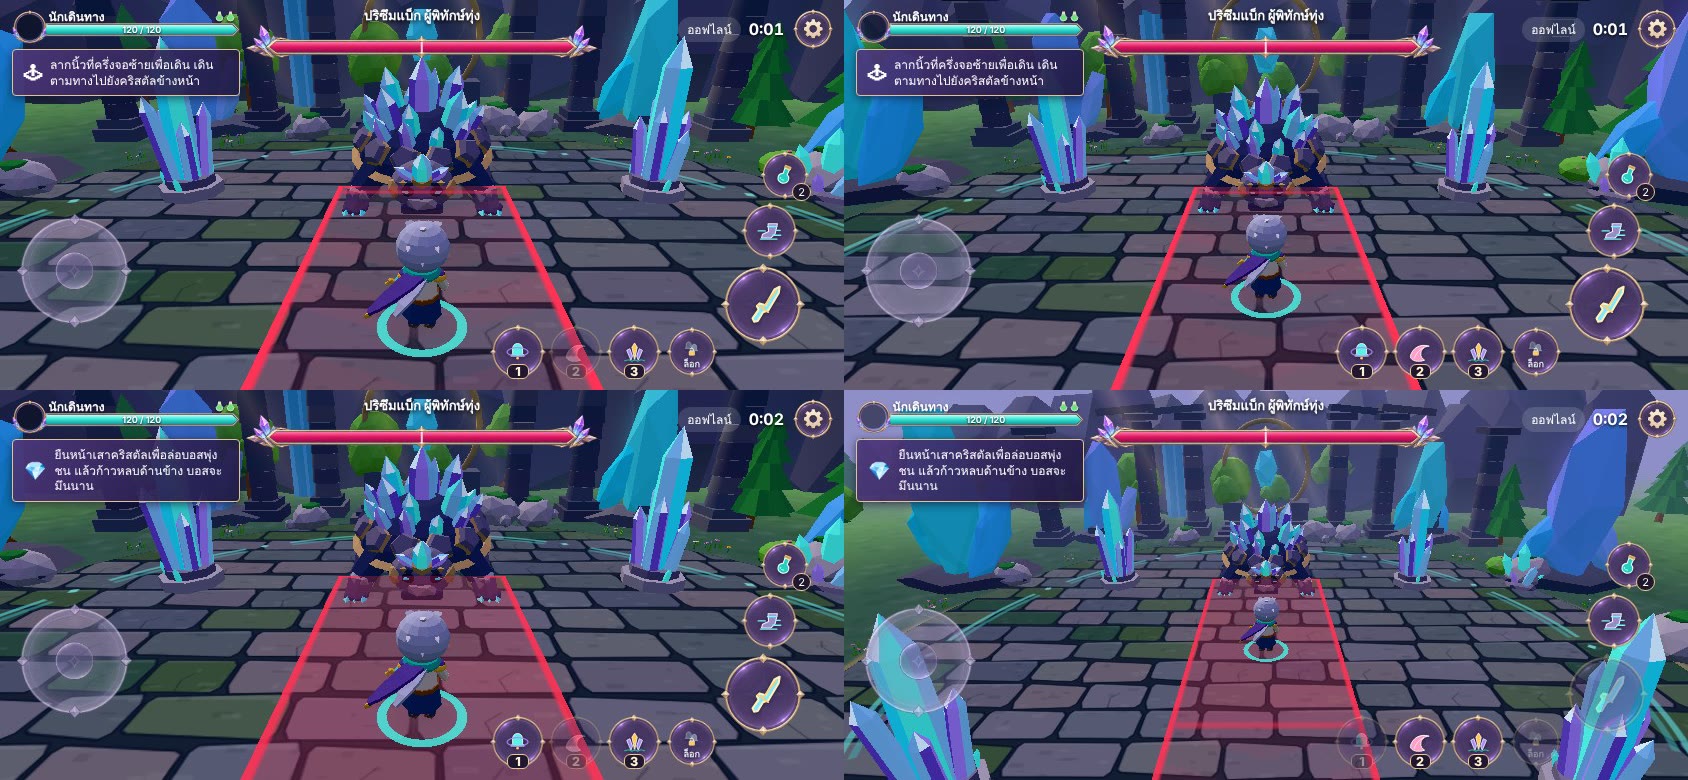 นักเดินทาง
120 / 120
ปริซึมแบ็ก ผู้พิทักษ์ทุ่ง
ออฟไลน์ 0:01
ลากนิ้วที่ครึ่งจอซ้ายเพื่อเดิน เดิน
ตามทางไปยังคริสตัลข้างหน้า
2
1
2
3
ล็อก
นักเดินทาง
120 / 120
ปริซึมแบ็ก ผู้พิทักษ์ทุ่ง
ออฟไลน์ 0:01
ลากนิ้วที่ครึ่งจอซ้ายเพื่อเดิน เดิน
ตามทางไปยังคริสตัลข้างหน้า
2
1
2
3
ล็อก
นักเดินทาง
120 / 120
ปริซึมแบ็ก ผู้พิทักษ์ทุ่ง
ออฟไลน์ 0:02
ยืนหน้าเสาคริสตัลเพื่อล่อบอสพุ่ง
ชน แล้วก้าวหลบด้านข้าง บอสจะ
มึนนาน
2
1
2
3
ล็อก
นักเดินทาง
120 / 120
ปริซึมแบ็ก ผู้พิทักษ์ทุ่ง
ออฟไลน์ 0:02
ยืนหน้าเสาคริสตัลเพื่อล่อบอสพุ่ง
ชน แล้วก้าวหลบด้านข้าง บอสจะ
มึนนาน
2
1
2
3
ล็อก